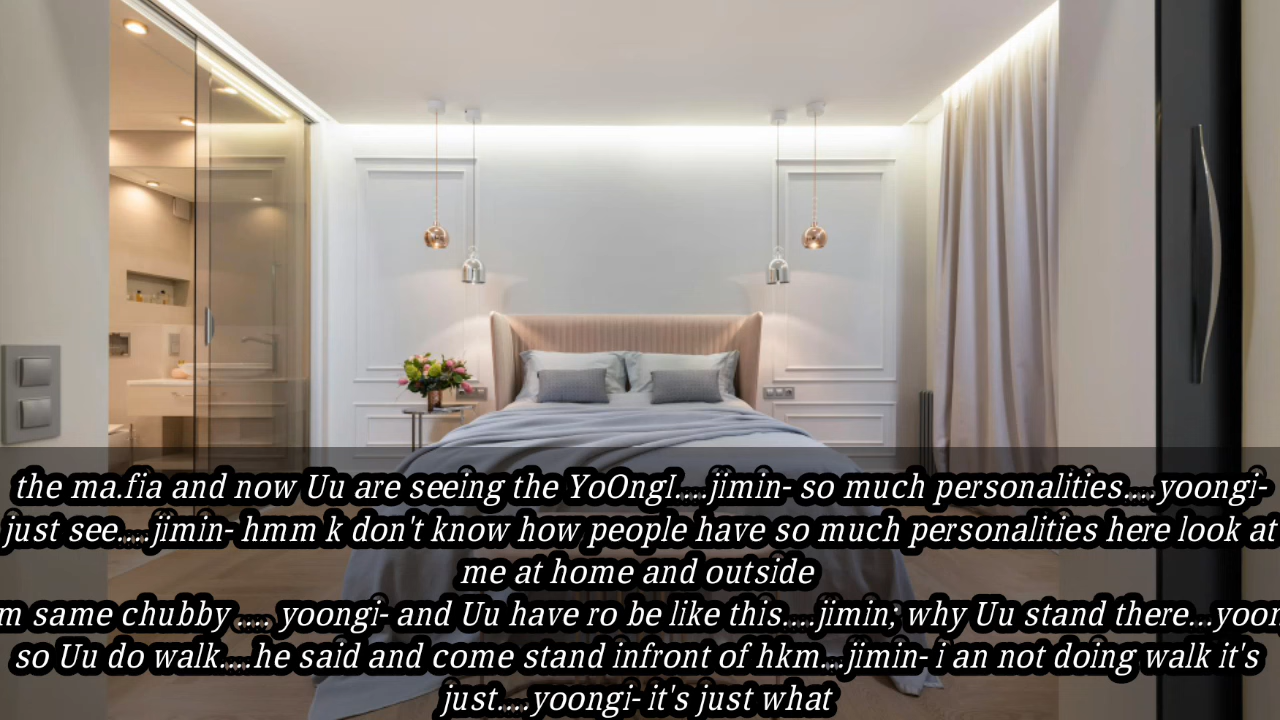 the ma.fia and now Uu are seeing the YoOngI....jimin- so much personalities....yoongi-
just see....jimin- hmm k don't know how people have so much personalities here look at
me at home and outside
m same chubby .... yoongi- and Uu have ro be like this....jimin; why Uu stand there...yoon
so Uu do walk....he said and come stand infront of hkm...jimin- i an not doing walk it's
just....yoongi- it's just what